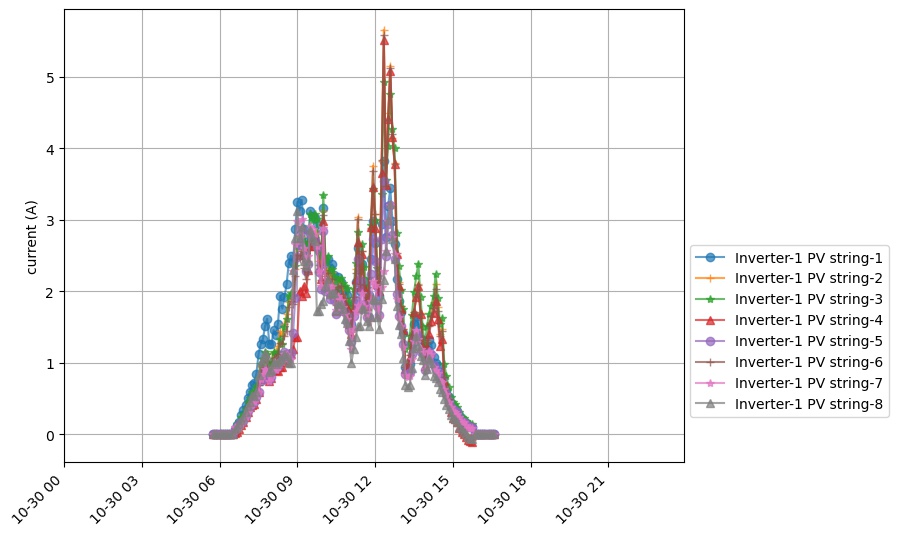 current (A)
5
4
3
2
1
0
10-30 00
10-30 03
10-30 06
10-30 09
10-30 12
10-30 15
10-30 18
10-30 21
Inverter-1 PV string-1
Inverter-1 PV string-2
Inverter-1 PV string-3
Inverter-1 PV string-4
Inverter-1 PV string-5
Inverter-1 PV string-6
Inverter-1 PV string-7
Inverter-1 PV string-8